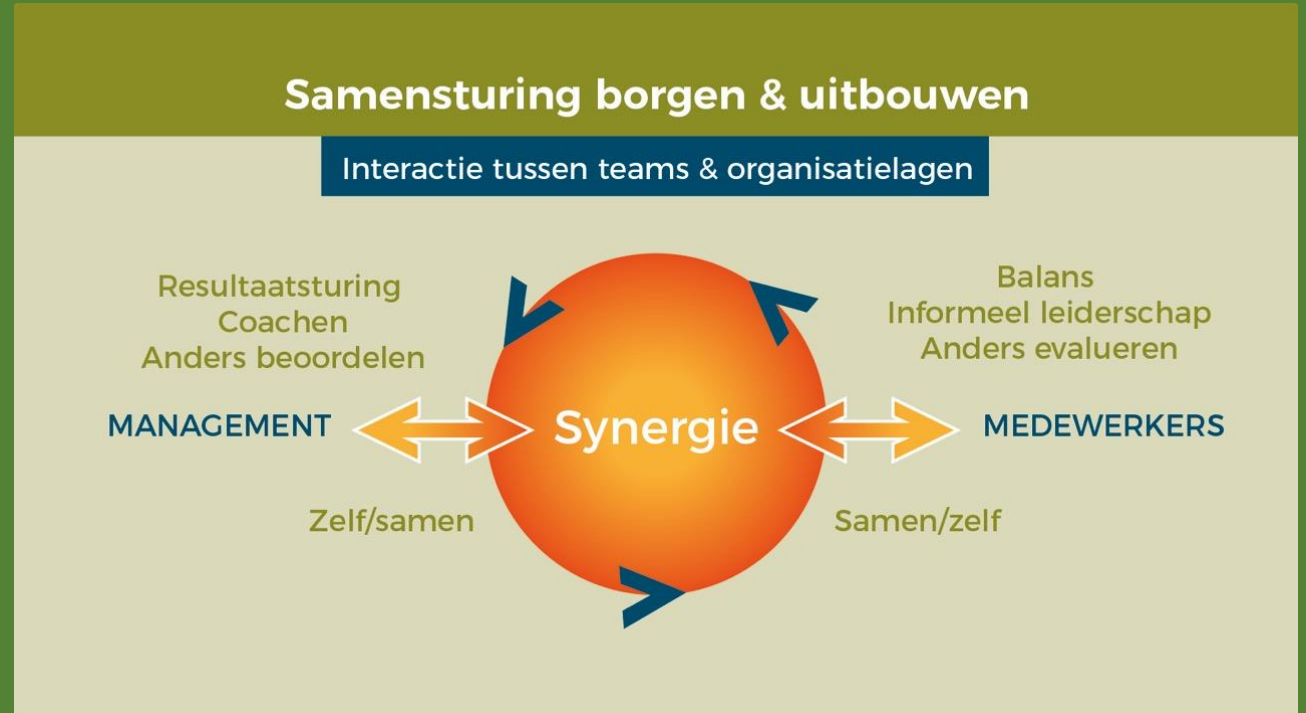 Samensturing borgen & uitbouwen
Interactie tussen teams & organisatielagen
Resultaatsturing
Coachen
Anders beoordelen
Balans
Informeel leiderschap
Anders evalueren
MANAGEMENT
Synergie
MEDEWERKERS
Zelf/samen
Samen/zelf